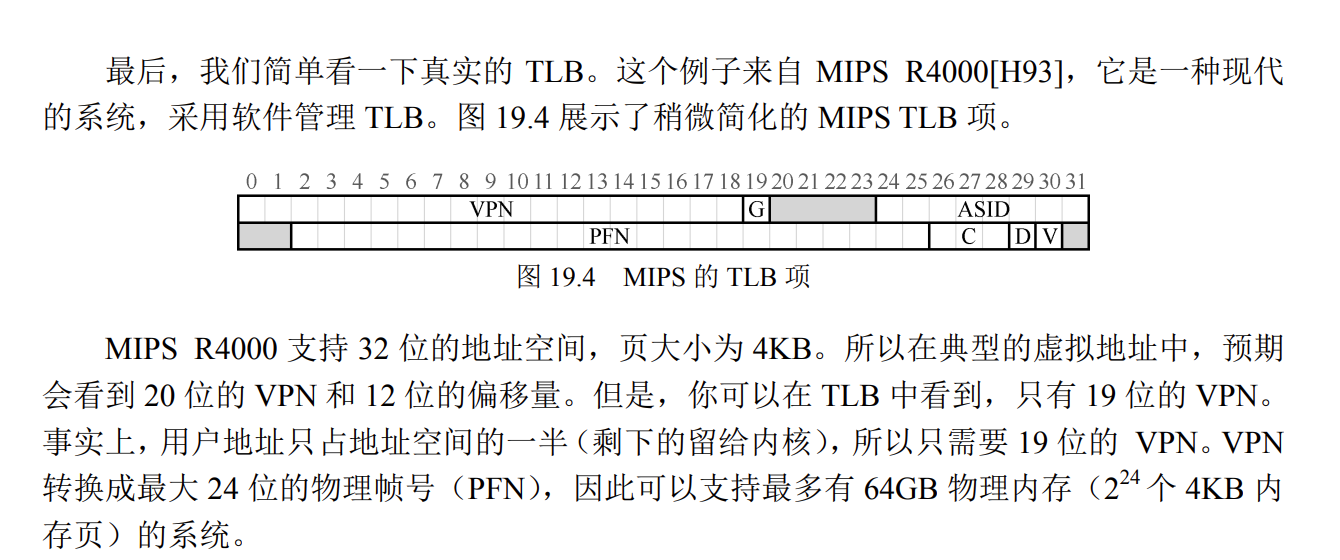 最后，我们简单看一下真实的 TLB。这个例子来自 MIPS R4000[H93]，它是一种现代
的系统，采用软件管理 TLB。图 19.4 展示了稍微简化的 MIPS TLB 项。
0 1 2 3 4 5 6 7 8 9 10 11 12 13 14 15 16 17 18 19 20 21 22 23 24 25 26 27 28 29 30 31
VPN G ASID
PFN C D V
图 19.4 MIPS 的 TLB 项
MIPS R4000 支持 32 位的地址空间，页大小为 4KB。所以在典型的虚拟地址中，预期
会看到 20 位的 VPN 和 12 位的偏移量。但是，你可以在 TLB 中看到，只有 19 位的 VPN。
事实上，用户地址只占地址空间的一半（剩下的留给内核），所以只需要 19 位的 VPN。VPN
转换成最大 24 位的物理帧号（PFN），因此可以支持最多有 64GB 物理内存（2²⁴ 个 4KB 内
存页）的系统。